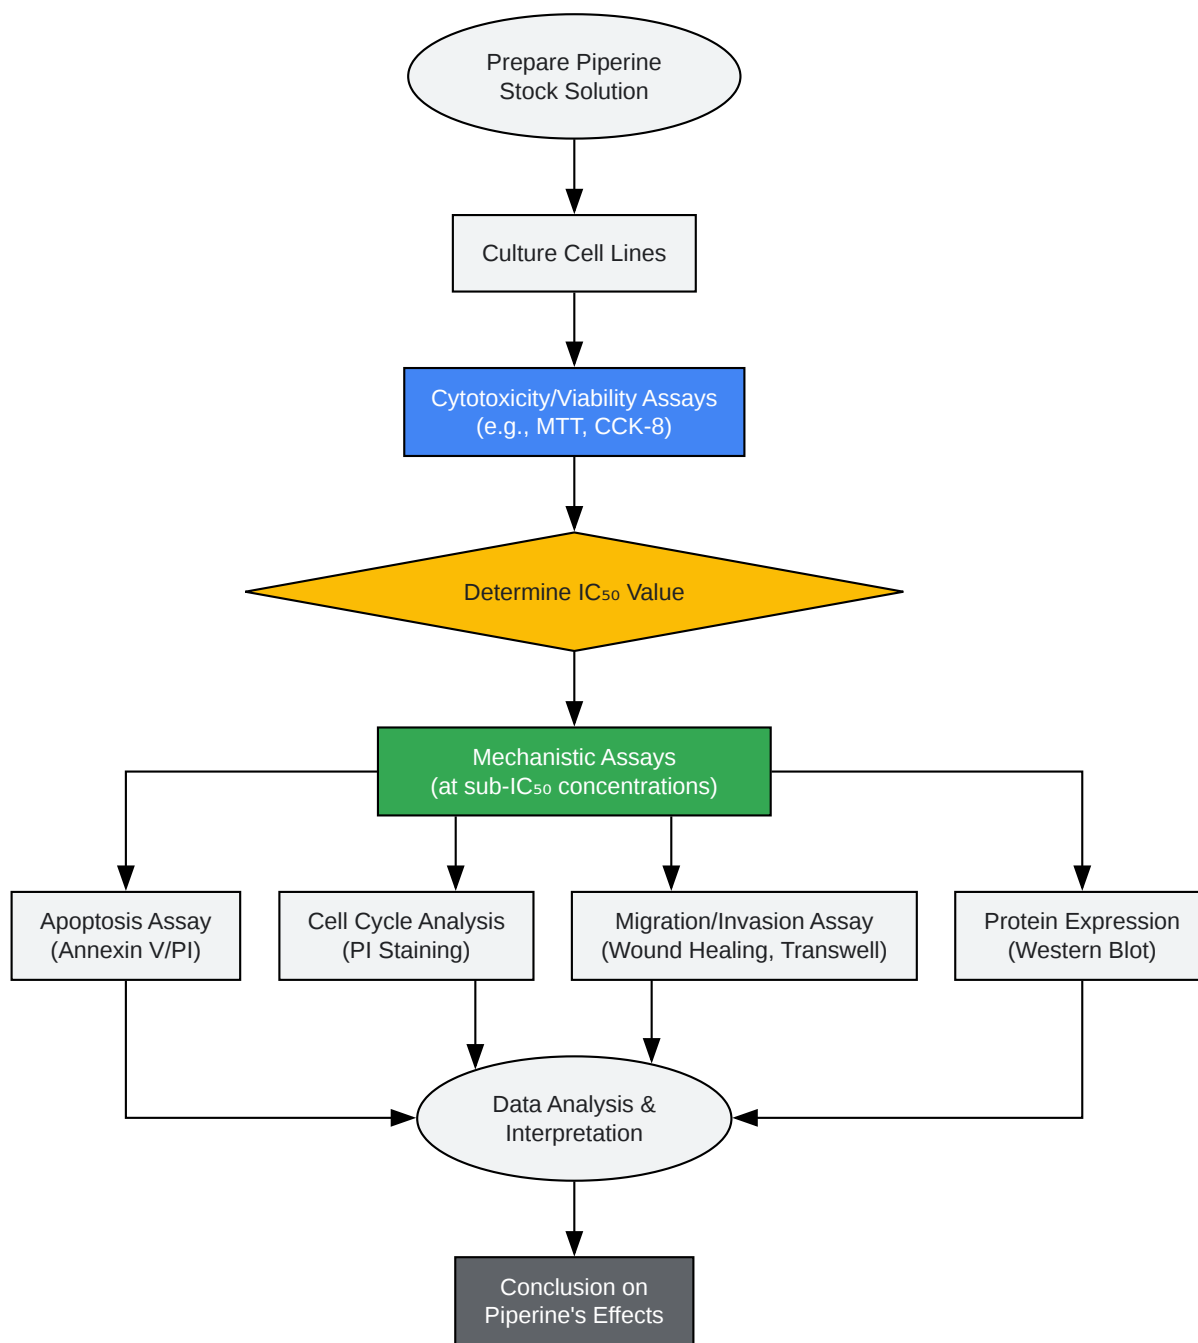 Prepare Piperine
Stock Solution
Culture Cell Lines
Cytotoxicity/Viability Assays
(e.g., MTT, CCK-8)
Determine IC₅₀ Value
Mechanistic Assays
(at sub-IC₅₀ concentrations)
Apoptosis Assay
(Annexin V/PI)
Cell Cycle Analysis
(PI Staining)
Migration/Invasion Assay
(Wound Healing, Transwell)
Protein Expression
(Western Blot)
Data Analysis &
Interpretation
Conclusion on
Piperine's Effects